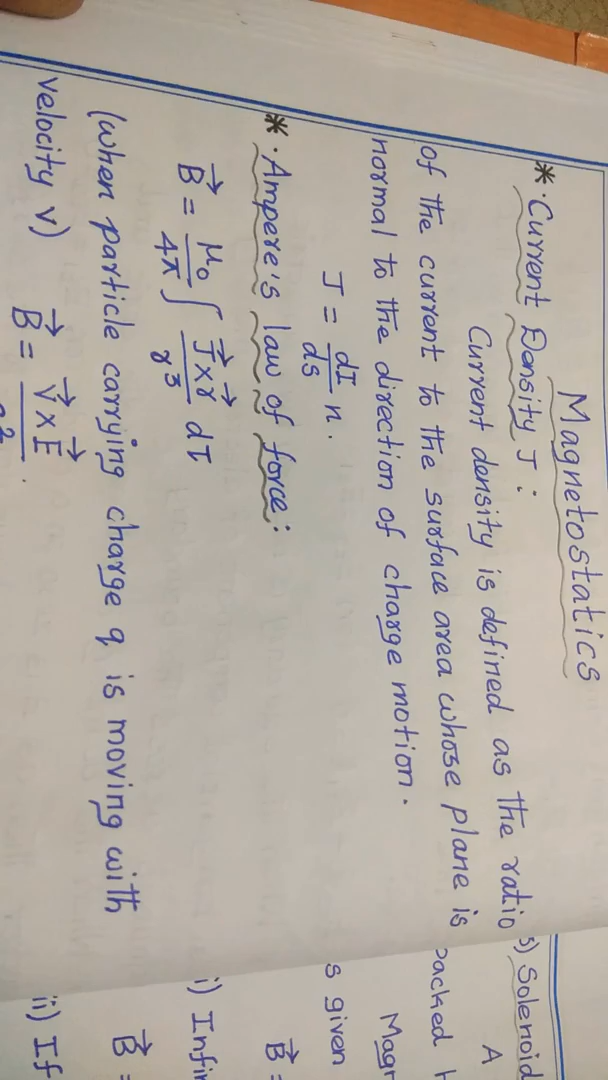 Magnetostatics
*. Current Density J :
Current density is defined as the ratio
of the current to the surface area whose plane is
normal to the direction of charge motion.
J = dI/ds n.
*. Ampere's law of force:
B⃗ = μ₀/4π ∫ J⃗×r⃗/r³ dτ
(when particle carrying charge q is moving with
velocity v)
B⃗ = V⃗ × E⃗ / c²
5) Solenoid
A
packed
Magn
s given
B⃗ =
i) Infin
B⃗ =
ii) If